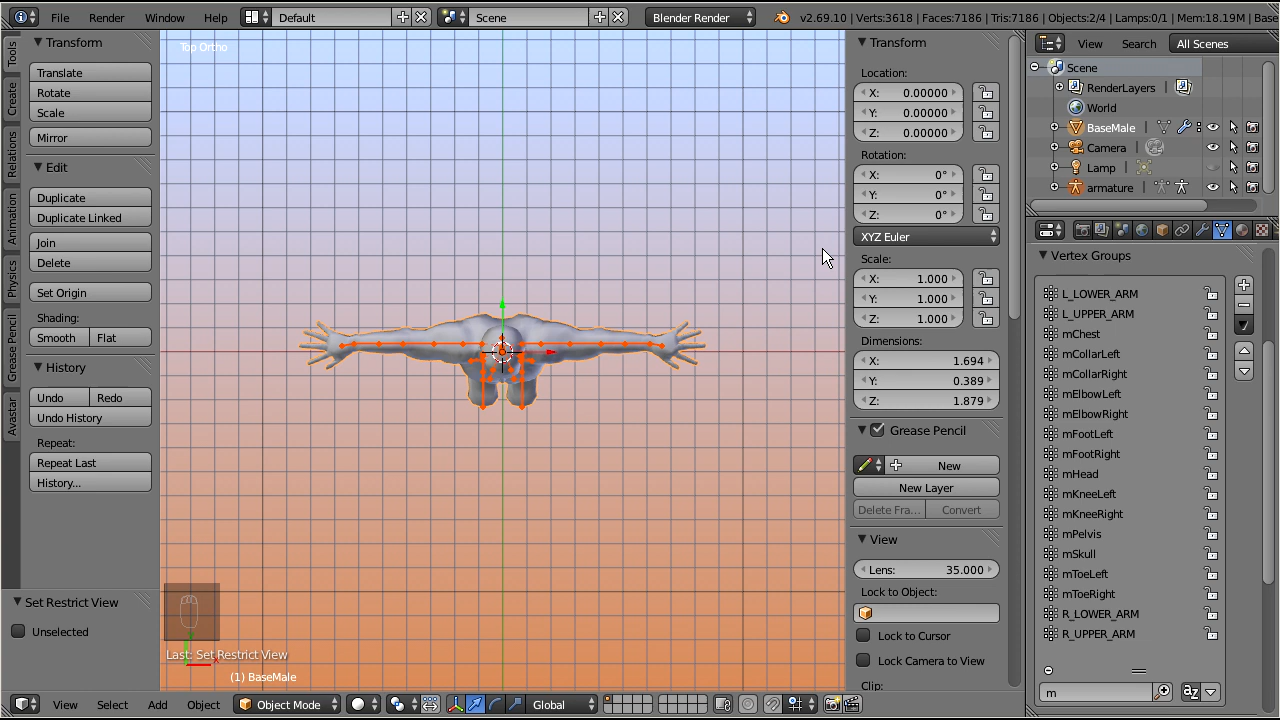 File Render Window Help Default Scene Blender Render v2.69.10 | Verts:3618 | Faces:7186 | Tris:7186 | Objects:2/4 | Lamps:0/1 | Mem:18.19M | Base
Tools
Create
Relations
Animation
Physics
Grease Pencil
Avastar
Transform
Translate
Rotate
Scale
Mirror
Edit
Duplicate
Duplicate Linked
Join
Delete
Set Origin
Shading:
Smooth Flat
History
Undo Redo
Undo History
Repeat:
Repeat Last
History...
Set Restrict View
Unselected
Top Ortho
Last: Set Restrict View
(1) BaseMale
View Select Add Object Object Mode Global
Transform
Location:
X: 0.00000
Y: 0.00000
Z: 0.00000
Rotation:
X: 0°
Y: 0°
Z: 0°
XYZ Euler
Scale:
X: 1.000
Y: 1.000
Z: 1.000
Dimensions:
X: 1.694
Y: 0.389
Z: 1.879
Grease Pencil
New
New Layer
Delete Fra... Convert
View
Lens: 35.000
Lock to Object:
Lock to Cursor
Lock Camera to View
Clip:
View Search All Scenes
Scene
RenderLayers
World
BaseMale
Camera
Lamp
armature
Vertex Groups
L_LOWER_ARM
L_UPPER_ARM
mChest
mCollarLeft
mCollarRight
mElbowLeft
mElbowRight
mFootLeft
mFootRight
mHead
mKneeLeft
mKneeRight
mPelvis
mSkull
mToeLeft
mToeRight
R_LOWER_ARM
R_UPPER_ARM
m